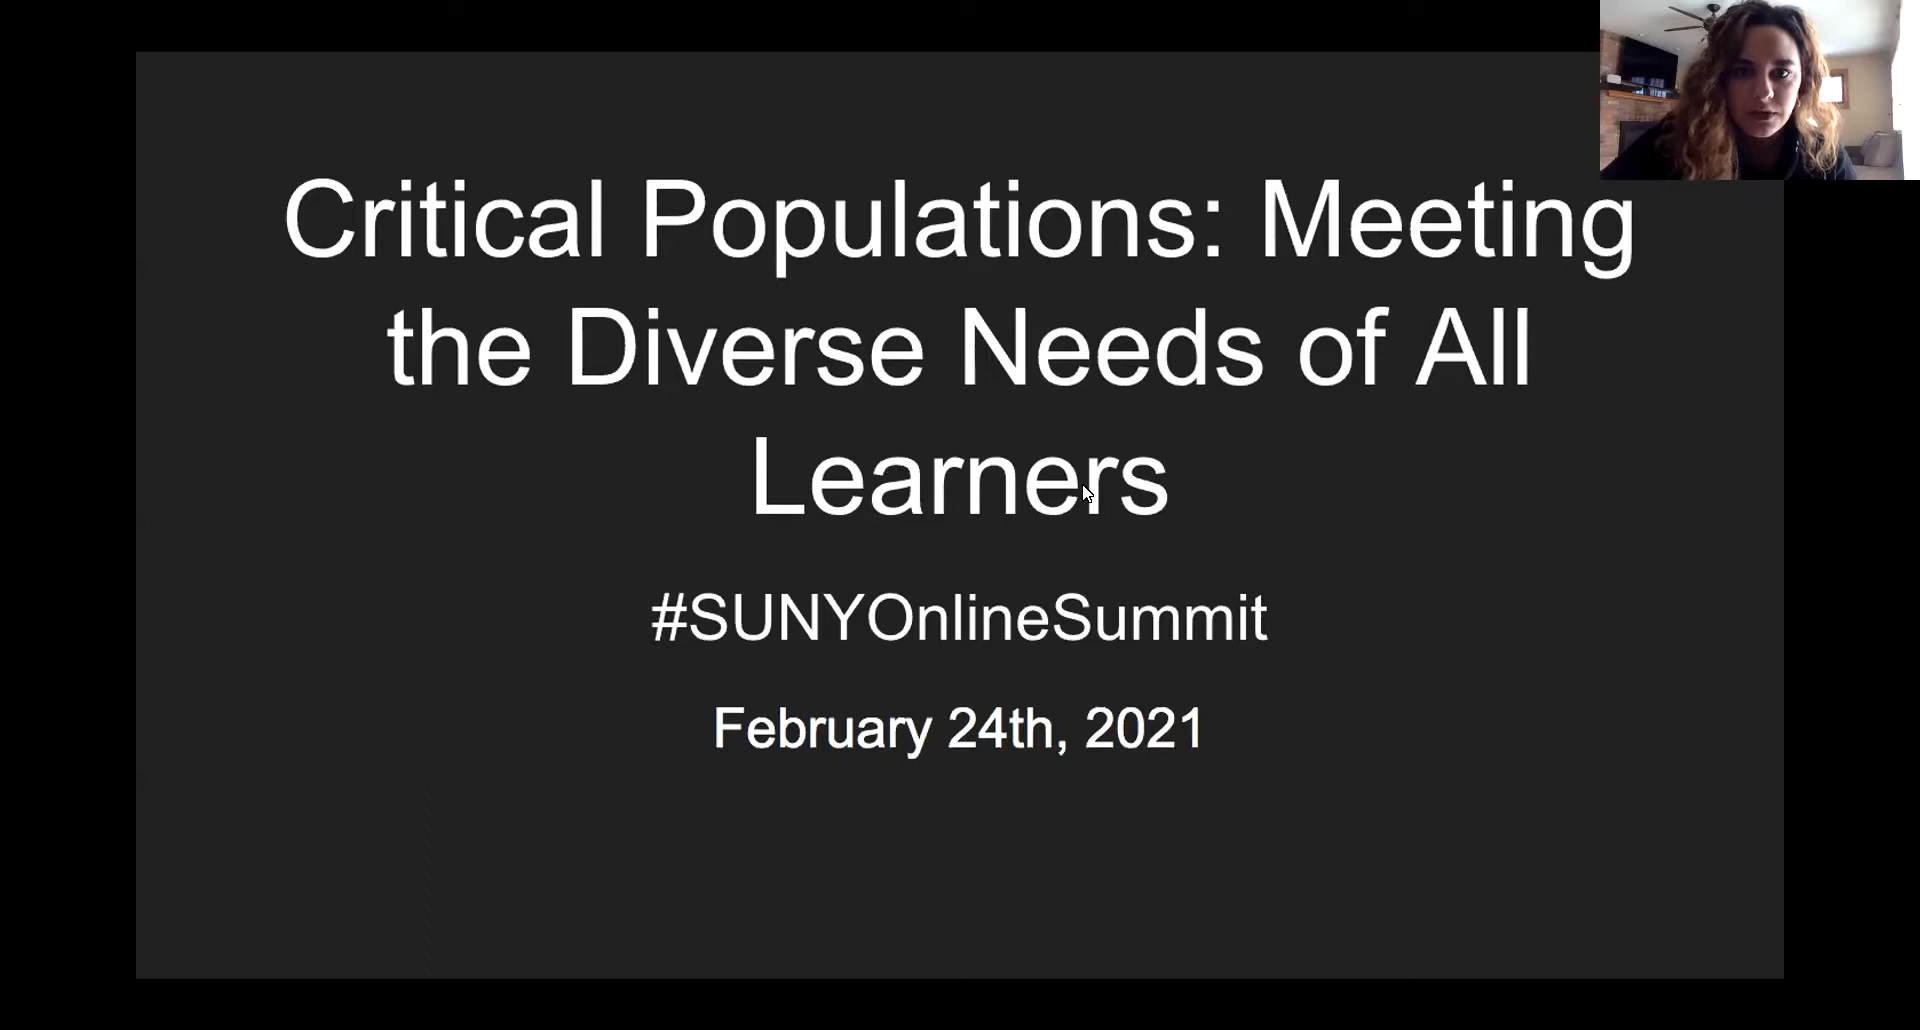 Critical Populations: Meeting
the Diverse Needs of All
Learners
#SUNYOnlineSummit
February 24th, 2021